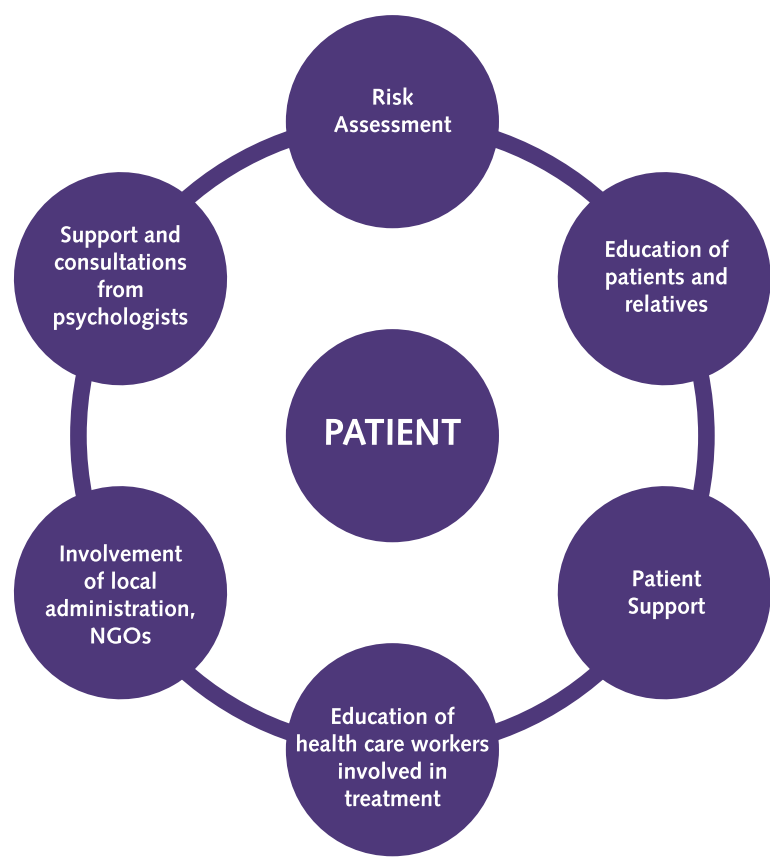 Risk
Assessment
Education of
patients and
relatives
Patient
Support
Education of
health care workers
involved in
treatment
Involvement
of local
administration,
NGOs
Support and
consultations
from
psychologists
PATIENT